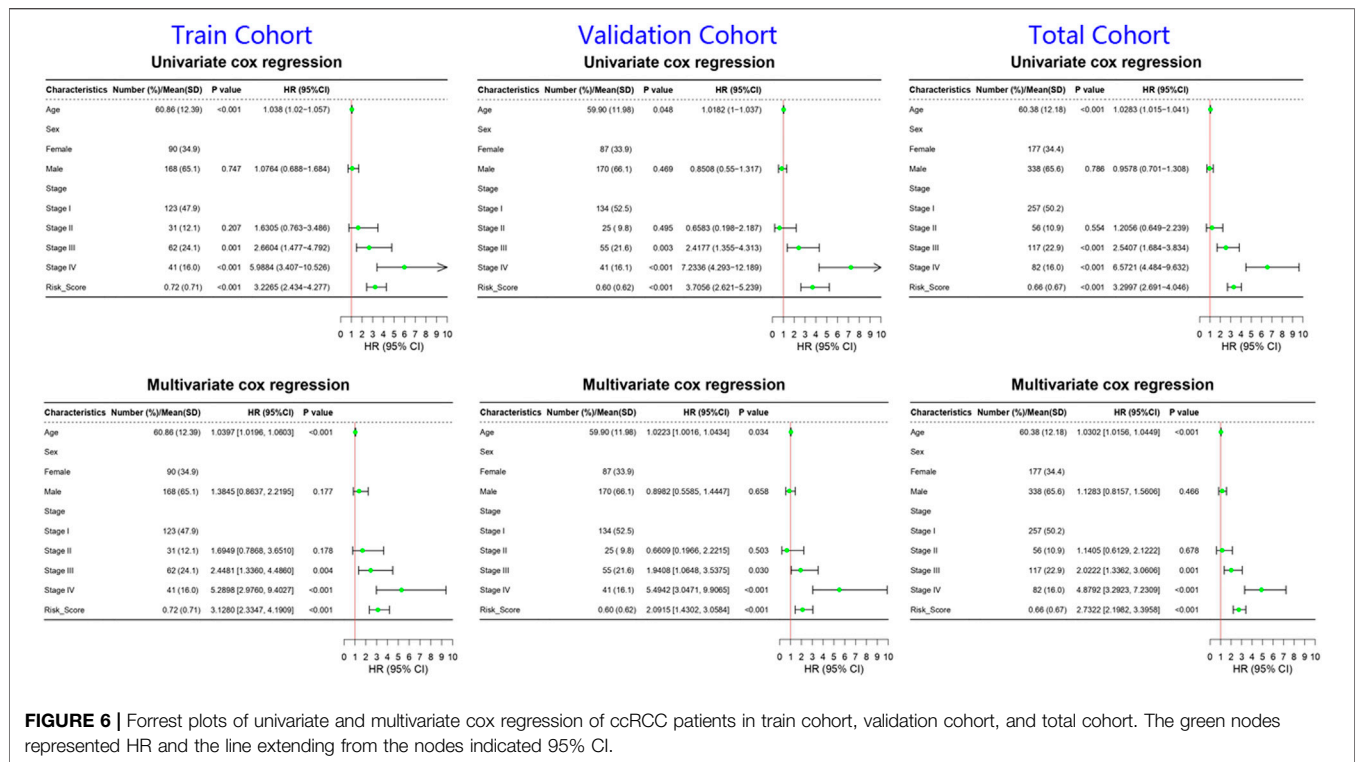 Train Cohort
Univariate cox regression
Characteristics Number (%)/Mean(SD) P value HR (95%CI)
Age 60.86 (12.39) <0.001 1.038 (1.02−1.057)
Sex
Female 90 (34.9)
Male 168 (65.1) 0.747 1.0764 (0.688−1.684)
Stage
Stage I 123 (47.9)
Stage II 31 (12.1) 0.207 1.6305 (0.763−3.486)
Stage III 62 (24.1) 0.001 2.6604 (1.477−4.792)
Stage IV 41 (16.0) <0.001 5.9884 (3.407−10.526)
Risk_Score 0.72 (0.71) <0.001 3.2265 (2.434−4.277)
0 1 2 3 4 5 6 7 8 9 10
HR (95% CI)
Validation Cohort
Univariate cox regression
Characteristics Number (%)/Mean(SD) P value HR (95%CI)
Age 59.90 (11.98) 0.048 1.0182 (1−1.037)
Sex
Female 87 (33.9)
Male 170 (66.1) 0.469 0.8508 (0.55−1.317)
Stage
Stage I 134 (52.5)
Stage II 25 ( 9.8) 0.495 0.6583 (0.198−2.187)
Stage III 55 (21.6) 0.003 2.4177 (1.355−4.313)
Stage IV 41 (16.1) <0.001 7.2336 (4.293−12.189)
Risk_Score 0.60 (0.62) <0.001 3.7056 (2.621−5.239)
0 1 2 3 4 5 6 7 8 9 10
HR (95% CI)
Total Cohort
Univariate cox regression
Characteristics Number (%)/Mean(SD) P value HR (95%CI)
Age 60.38 (12.18) <0.001 1.0283 (1.015−1.041)
Sex
Female 177 (34.4)
Male 338 (65.6) 0.786 0.9578 (0.701−1.308)
Stage
Stage I 257 (50.2)
Stage II 56 (10.9) 0.554 1.2056 (0.649−2.239)
Stage III 117 (22.9) <0.001 2.5407 (1.684−3.834)
Stage IV 82 (16.0) <0.001 6.5721 (4.484−9.632)
Risk_Score 0.66 (0.67) <0.001 3.2997 (2.691−4.046)
0 1 2 3 4 5 6 7 8 9 10
HR (95% CI)
Multivariate cox regression
Characteristics Number (%)/Mean(SD) HR (95%CI) P value
Age 60.86 (12.39) 1.0397 [1.0196, 1.0603] <0.001
Sex
Female 90 (34.9)
Male 168 (65.1) 1.3845 [0.8637, 2.2195] 0.177
Stage
Stage I 123 (47.9)
Stage II 31 (12.1) 1.6949 [0.7868, 3.6510] 0.178
Stage III 62 (24.1) 2.4481 [1.3360, 4.4860] 0.004
Stage IV 41 (16.0) 5.2898 [2.9760, 9.4027] <0.001
Risk_Score 0.72 (0.71) 3.1280 [2.3347, 4.1909] <0.001
0 1 2 3 4 5 6 7 8 9 10
HR (95% CI)
Multivariate cox regression
Characteristics Number (%)/Mean(SD) HR (95%CI) P value
Age 59.90 (11.98) 1.0223 [1.0016, 1.0434] 0.034
Sex
Female 87 (33.9)
Male 170 (66.1) 0.8982 [0.5585, 1.4447] 0.658
Stage
Stage I 134 (52.5)
Stage II 25 ( 9.8) 0.6609 [0.1966, 2.2215] 0.503
Stage III 55 (21.6) 1.9408 [1.0648, 3.5375] 0.030
Stage IV 41 (16.1) 5.4942 [3.0471, 9.9065] <0.001
Risk_Score 0.60 (0.62) 2.0915 [1.4302, 3.0584] <0.001
0 1 2 3 4 5 6 7 8 9 10
HR (95% CI)
Multivariate cox regression
Characteristics Number (%)/Mean(SD) HR (95%CI) P value
Age 60.38 (12.18) 1.0302 [1.0156, 1.0449] <0.001
Sex
Female 177 (34.4)
Male 338 (65.6) 1.1283 [0.8157, 1.5606] 0.466
Stage
Stage I 257 (50.2)
Stage II 56 (10.9) 1.1405 [0.6129, 2.1222] 0.678
Stage III 117 (22.9) 2.0222 [1.3362, 3.0606] 0.001
Stage IV 82 (16.0) 4.8792 [3.2923, 7.2309] <0.001
Risk_Score 0.66 (0.67) 2.7322 [2.1982, 3.3958] <0.001
0 1 2 3 4 5 6 7 8 9 10
HR (95% CI)
FIGURE 6 | Forrest plots of univariate and multivariate cox regression of ccRCC patients in train cohort, validation cohort, and total cohort. The green nodes
represented HR and the line extending from the nodes indicated 95% CI.